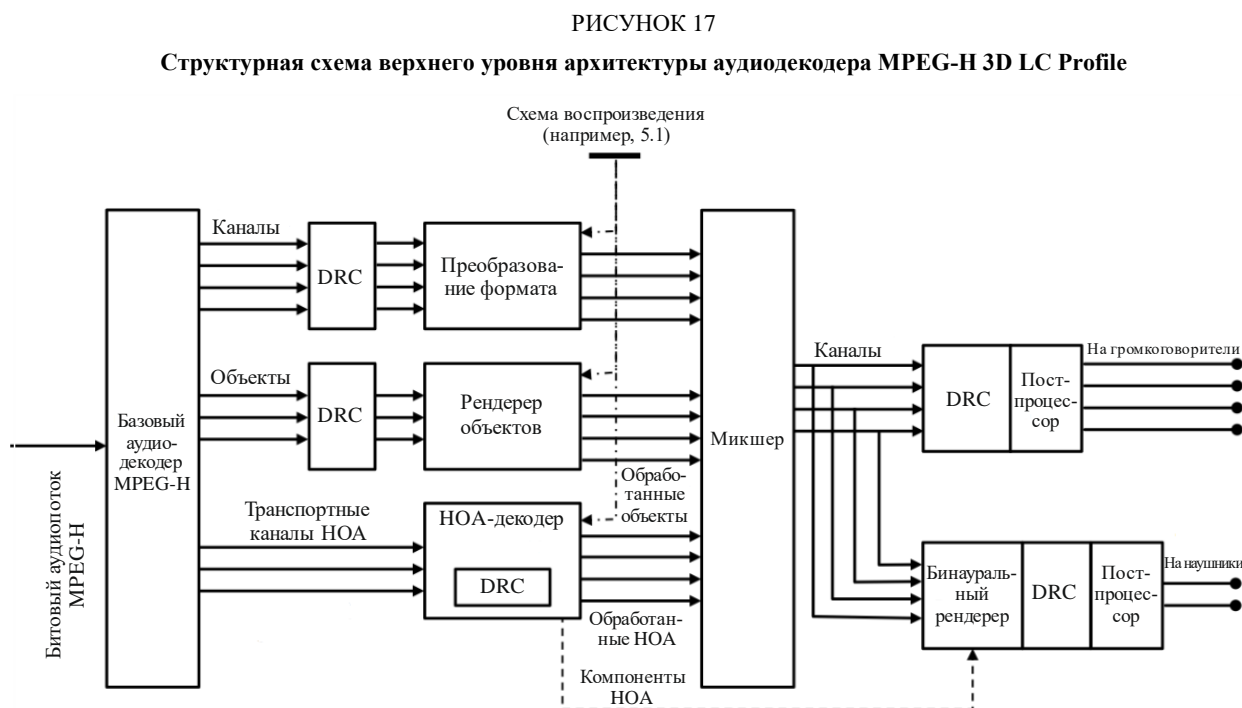 РИСУНОК 17
Структурная схема верхнего уровня архитектуры аудиодекодера MPEG-H 3D LC Profile
Схема воспроизведения
(например, 5.1)
Каналы
DRC
Преобразова-
ние формата
Объекты
DRC
Рендерер
объектов
Базовый
аудио-
декодер
MPEG-H
Битовый аудиопоток
MPEG-H
Транспортные
каналы HOA
HOA-декодер
DRC
Обрабо-
танные
объекты
Обработан-
ные HOA
Компоненты
HOA
Микшер
Каналы
DRC
Пост-
процес-
сор
На громкоговорители
Бинаураль-
ный
рендерер
DRC
Пост-
процес-
сор
На наушники